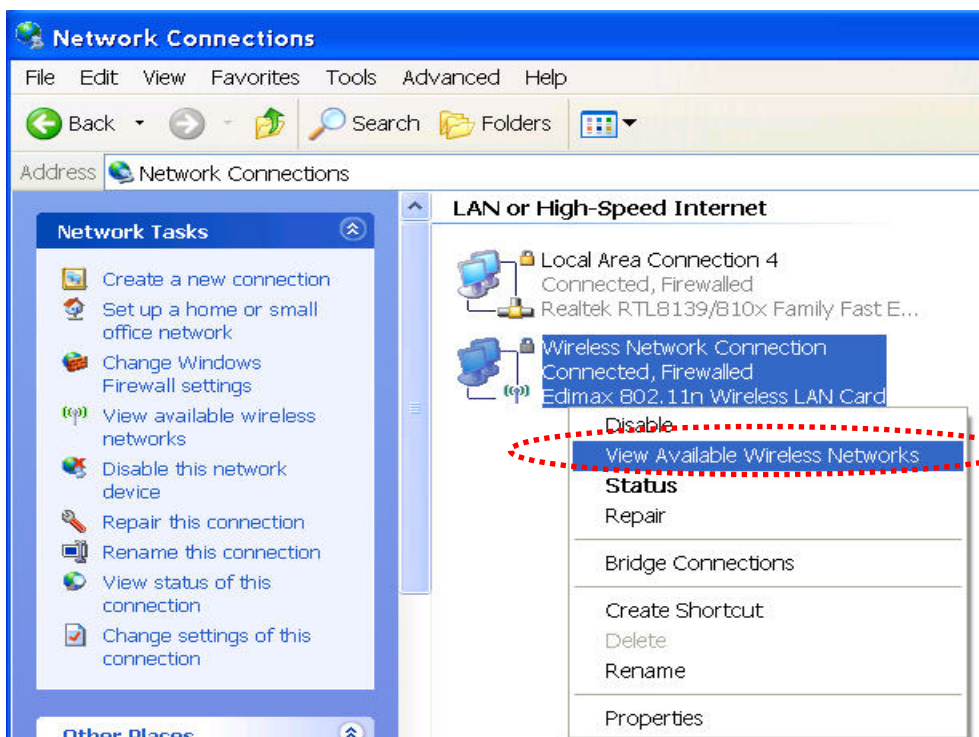 Network Connections
File Edit View Favorites Tools Advanced Help
Back Search Folders
Address Network Connections
Network Tasks
Create a new connection
Set up a home or small
office network
Change Windows
Firewall settings
View available wireless
networks
Disable this network
device
Repair this connection
Rename this connection
View status of this
connection
Change settings of this
connection
Other Places
LAN or High-Speed Internet
Local Area Connection 4
Connected, Firewalled
Realtek RTL8139/810x Family Fast E...
Wireless Network Connection
Connected, Firewalled
Edimax 802.11n Wireless LAN Card
Disable
View Available Wireless Networks
Status
Repair
Bridge Connections
Create Shortcut
Delete
Rename
Properties